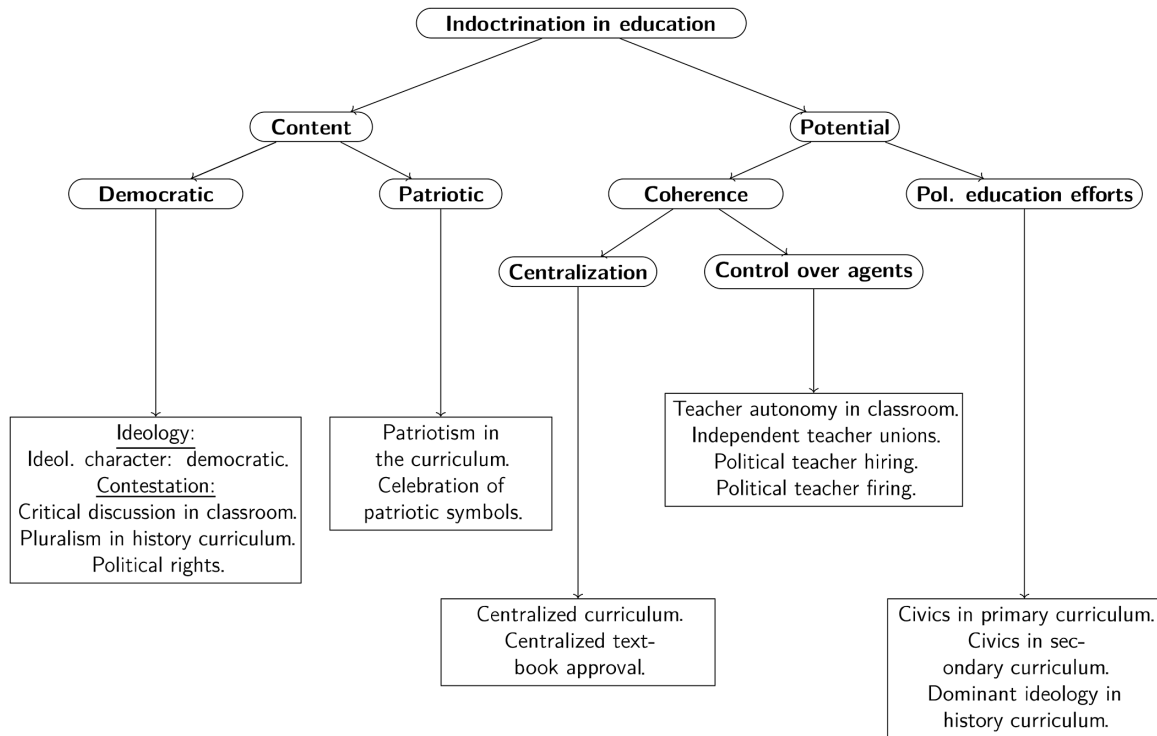 Indoctrination in education
Content
Potential
Democratic
Patriotic
Coherence
Pol. education efforts
Centralization
Control over agents
Ideology:
Ideol. character: democratic.
Contestation:
Critical discussion in classroom.
Pluralism in history curriculum.
Political rights.
Patriotism in
the curriculum.
Celebration of
patriotic symbols.
Teacher autonomy in classroom.
Independent teacher unions.
Political teacher hiring.
Political teacher firing.
Centralized curriculum.
Centralized text-
book approval.
Civics in primary curriculum.
Civics in sec-
ondary curriculum.
Dominant ideology in
history curriculum.